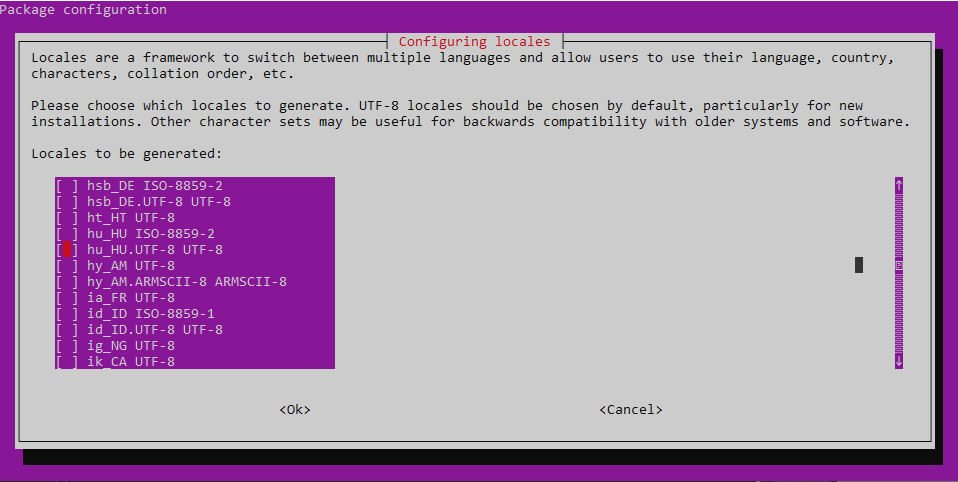 Package configuration
Configuring locales
Locales are a framework to switch between multiple languages and allow users to use their language, country,
characters, collation order, etc.
Please choose which locales to generate. UTF-8 locales should be chosen by default, particularly for new
installations. Other character sets may be useful for backwards compatibility with older systems and software.
Locales to be generated:
[ ] hsb_DE ISO-8859-2
[ ] hsb_DE.UTF-8 UTF-8
[ ] ht_HT UTF-8
[ ] hu_HU ISO-8859-2
[ ] hu_HU.UTF-8 UTF-8
[ ] hy_AM UTF-8
[ ] hy_AM.ARMSCII-8 ARMSCII-8
[ ] ia_FR UTF-8
[ ] id_ID ISO-8859-1
[ ] id_ID.UTF-8 UTF-8
[ ] ig_NG UTF-8
[ ] ik_CA UTF-8
<Ok> <Cancel>